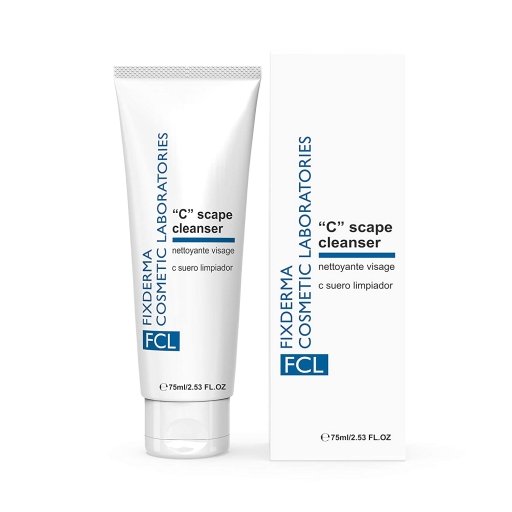 FIXDERMA
COSMETIC LABORATORIES
FCL
“C” scape
cleanser
nettoyante visage
c suero limpiador
℮75ml/2.53 FL.OZ
FIXDERMA
COSMETIC LABORATORIES
FCL
“C” scape
cleanser
nettoyante visage
c suero limpiador
℮75ml/2.53 FL.OZ